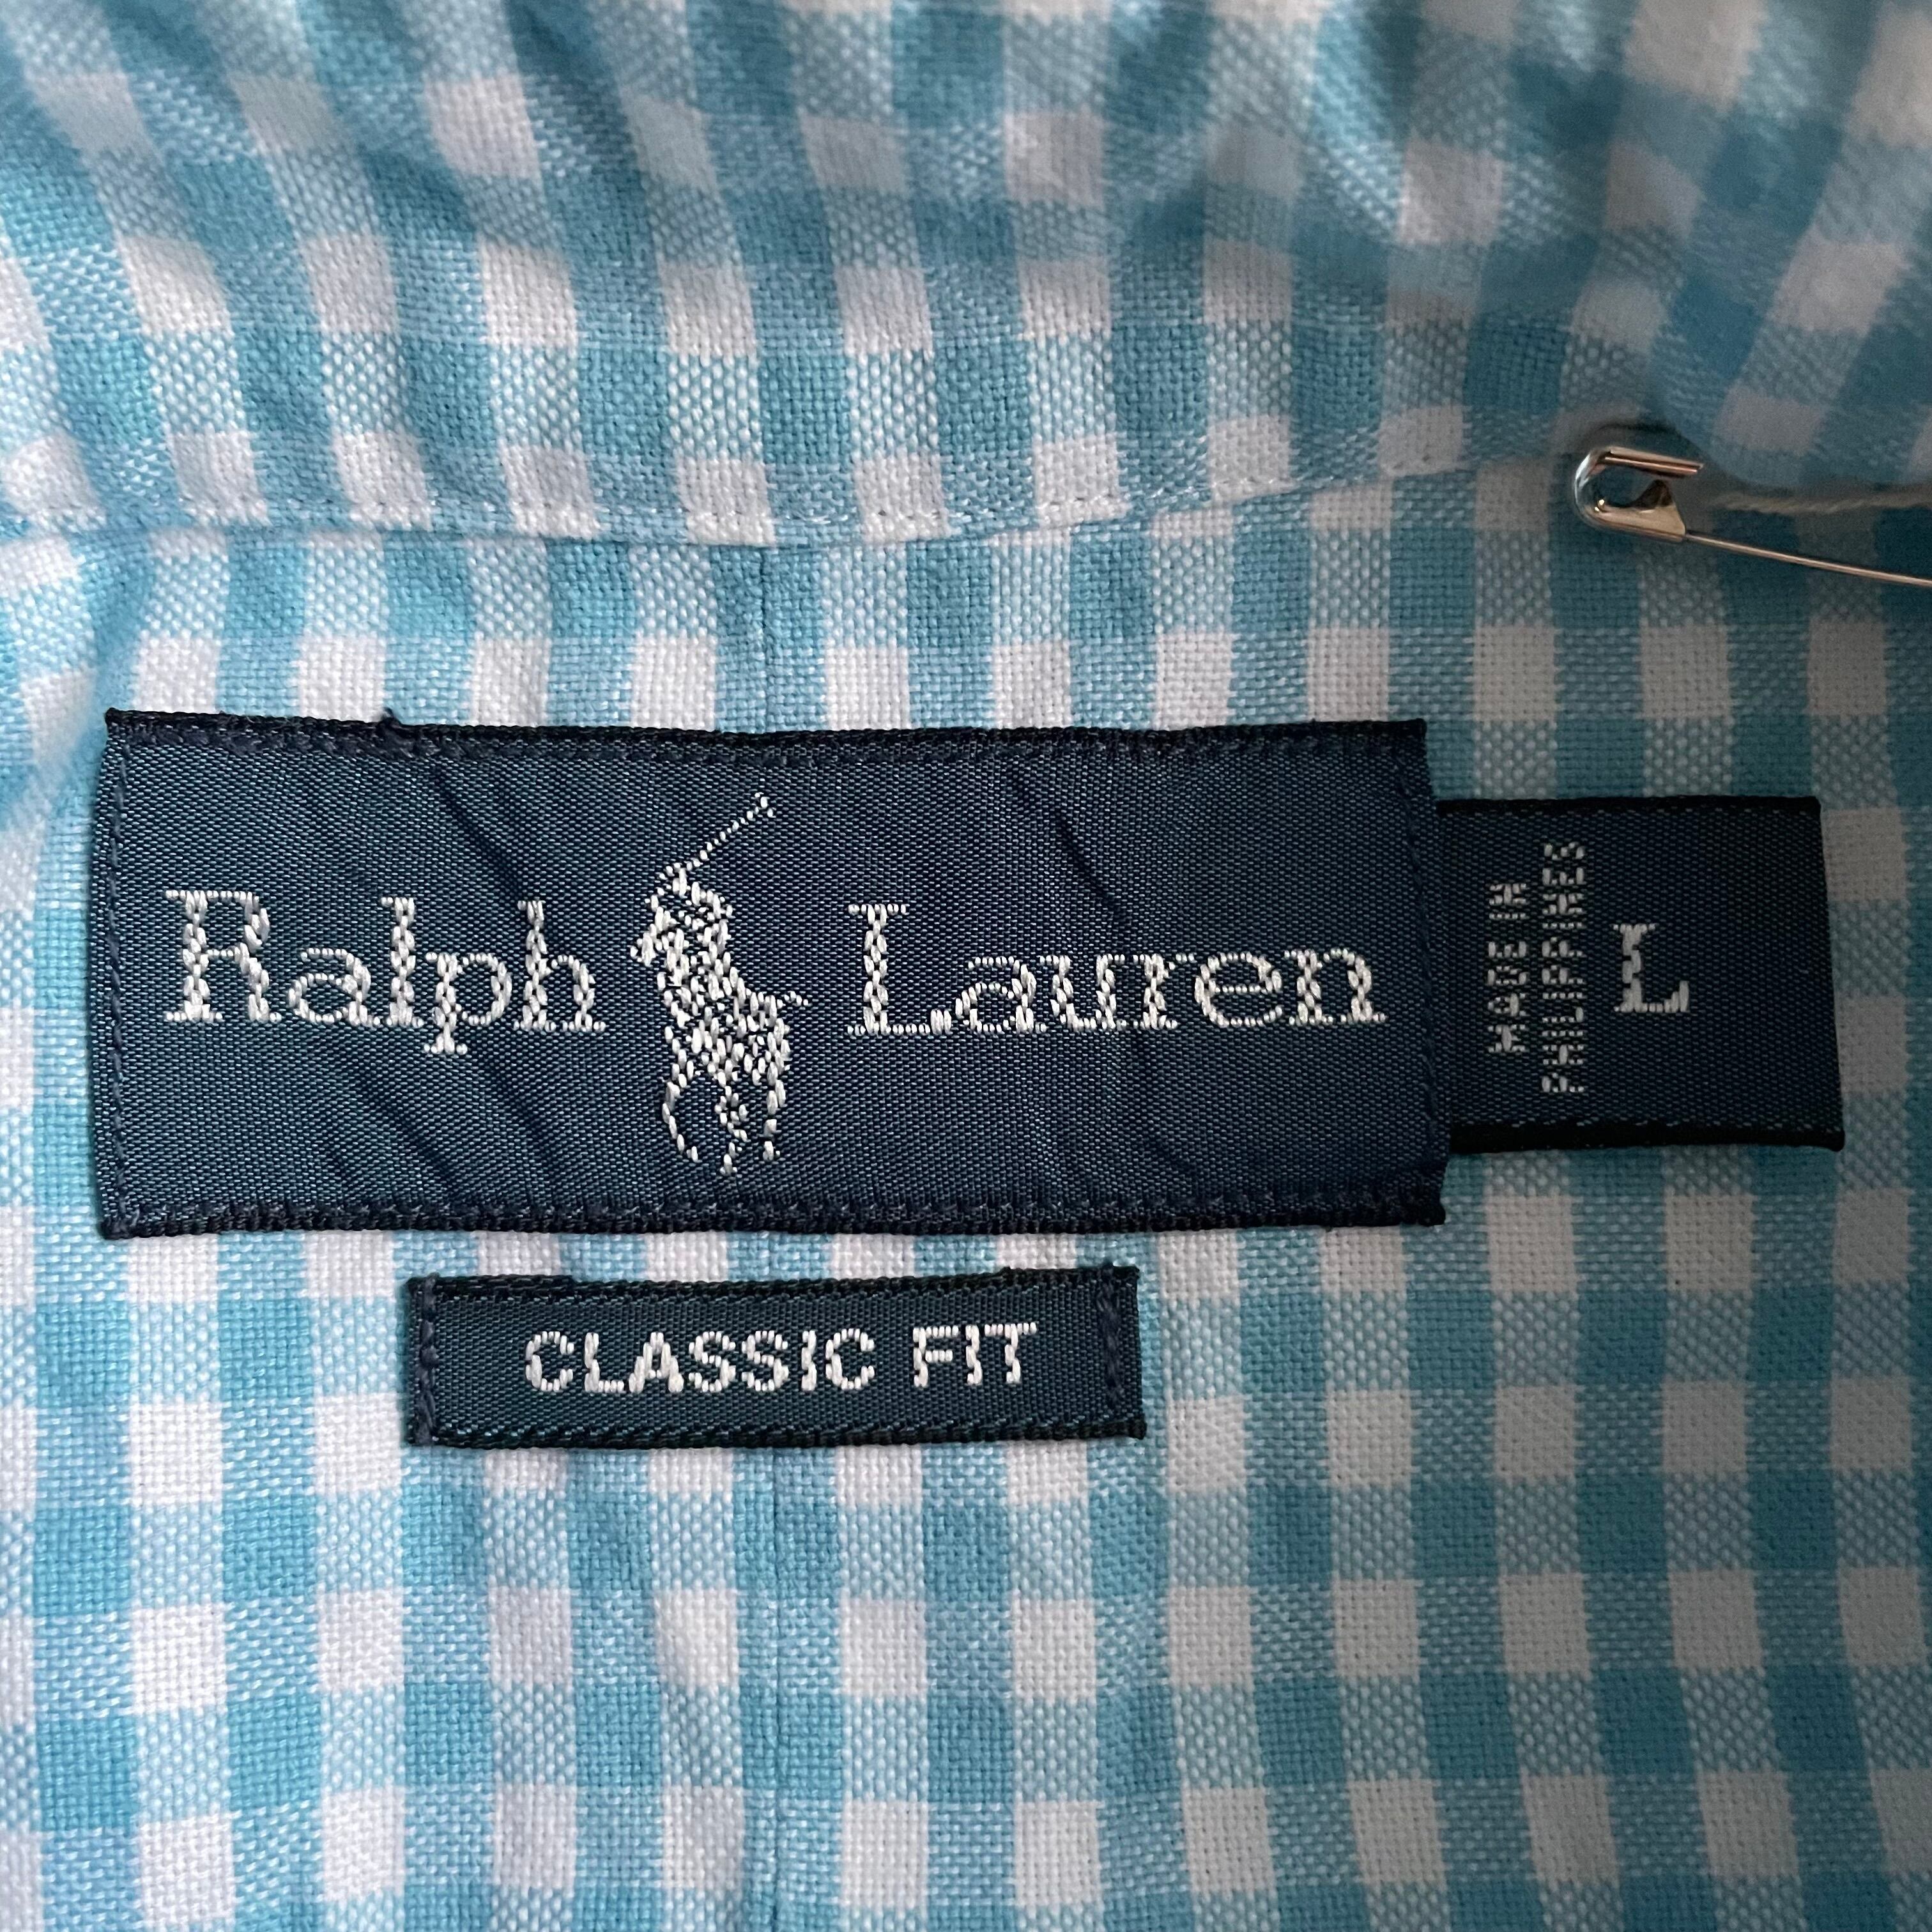 Ralph Lauren
MADE IN
PHILIPPINES
L
CLASSIC FIT